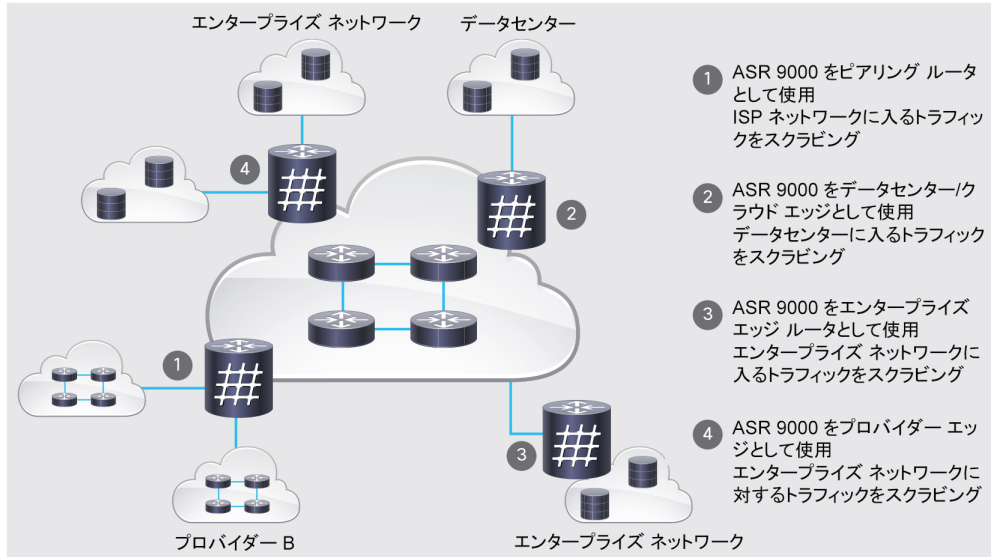 エンタープライズ ネットワーク
データセンター
4
2
1
3
プロバイダー B
エンタープライズ ネットワーク
1
ASR 9000 をピアリング ルータ
として使用
ISP ネットワークに入るトラフィッ
クをスクラビング
2
ASR 9000 をデータセンター/ク
ラウド エッジとして使用
データセンターに入るトラフィック
をスクラビング
3
ASR 9000 をエンタープライズ
エッジ ルータとして使用
エンタープライズ ネットワークに
入るトラフィックをスクラビング
4
ASR 9000 をプロバイダー エッ
ジとして使用
エンタープライズ ネットワークに
対するトラフィックをスクラビング